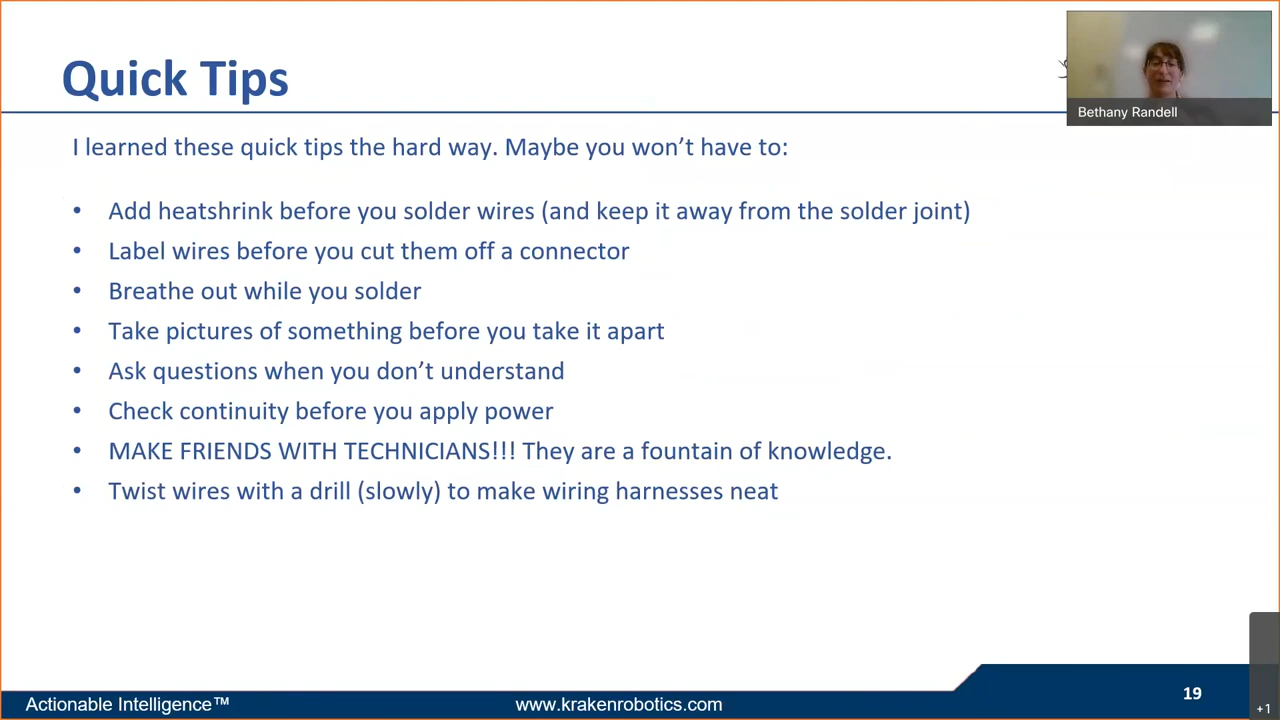 Quick Tips
Bethany Randell
I learned these quick tips the hard way. Maybe you won’t have to:
• Add heatshrink before you solder wires (and keep it away from the solder joint)
• Label wires before you cut them off a connector
• Breathe out while you solder
• Take pictures of something before you take it apart
• Ask questions when you don’t understand
• Check continuity before you apply power
• MAKE FRIENDS WITH TECHNICIANS!!! They are a fountain of knowledge.
• Twist wires with a drill (slowly) to make wiring harnesses neat
Actionable Intelligence™
www.krakenrobotics.com
19
+1